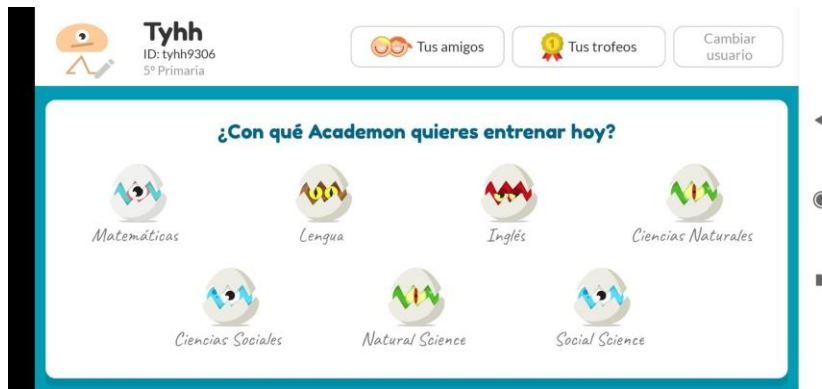 Tyhh
ID: tyhh9306
5º Primaria
Tus amigos
1
Tus trofeos
Cambiar
usuario
¿Con qué Academon quieres entrenar hoy?
Matemáticas
Lengua
Inglés
Ciencias Naturales
Ciencias Sociales
Natural Science
Social Science